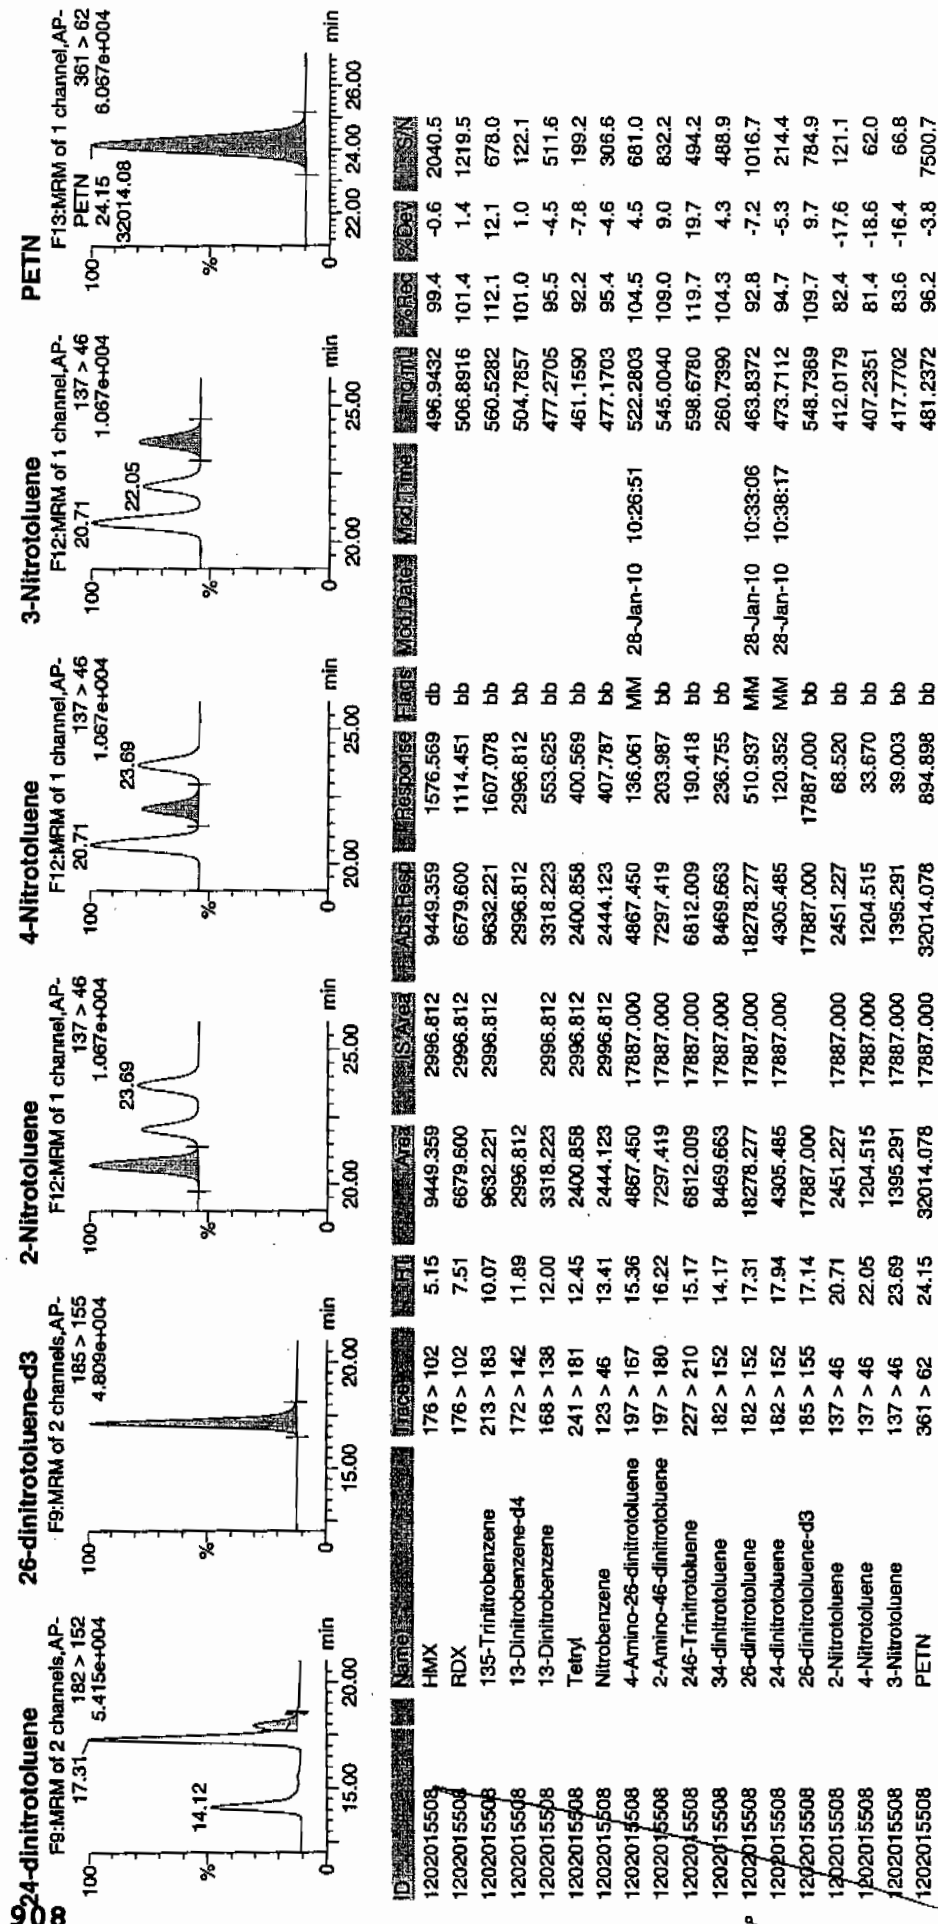 908
24-dinitrotoluene
F9:MRM of 2 channels,AP-
182 > 152
5.415e+004
100
17.31
14.12
%
0
15.00 20.00 min
26-dinitrotoluene-d3
F9:MRM of 2 channels,AP-
185 > 155
4.809e+004
100
%
0
15.00 20.00 min
2-Nitrotoluene
F12:MRM of 1 channel,AP-
137 > 46
1.067e+004
100
23.69
%
0
20.00 25.00 min
4-Nitrotoluene
F12:MRM of 1 channel,AP-
137 > 46
1.067e+004
100
20.71
23.69
%
0
20.00 25.00 min
3-Nitrotoluene
F12:MRM of 1 channel,AP-
137 > 46
1.067e+004
100
20.71
22.05
%
0
20.00 25.00 min
PETN
F13:MRM of 1 channel,AP-
361 > 62
6.067e+004
PETN
24.15
32014.08
100
%
0
22.00 24.00 26.00 min
ID Name Trace RT Area IS Area Abs.Resp Response Flags Mod.Date Mod.Time ng/mL %Rec %Dev S/N
1202015508 HMX 176 > 102 5.15 9449.359 2996.812 9449.359 1576.569 db 496.9432 99.4 -0.6 2040.5
1202015508 RDX 176 > 102 7.51 6679.600 2996.812 6679.600 1114.451 bb 506.8916 101.4 1.4 1219.5
1202015508 135-Trinitrobenzene 213 > 183 10.07 9632.221 2996.812 9632.221 1607.078 bb 560.5282 112.1 12.1 678.0
1202015508 13-Dinitrobenzene-d4 172 > 142 11.89 2996.812 2996.812 2996.812 bb 504.7857 101.0 1.0 122.1
1202015508 13-Dinitrobenzene 168 > 138 12.00 3318.223 2996.812 3318.223 553.625 bb 477.2705 95.5 -4.5 511.6
1202015508 Tetryl 241 > 181 12.45 2400.858 2996.812 2400.858 400.569 bb 461.1590 92.2 -7.8 199.2
1202015508 Nitrobenzene 123 > 46 13.41 2444.123 2996.812 2444.123 407.787 bb 477.1703 95.4 -4.6 306.6
1202015508 4-Amino-26-dinitrotoluene 197 > 167 15.36 4867.450 17887.000 4867.450 136.061 MM 28-Jan-10 10:26:51 522.2803 104.5 4.5 681.0
1202015508 2-Amino-46-dinitrotoluene 197 > 180 16.22 7297.419 17887.000 7297.419 203.987 bb 545.0040 109.0 9.0 832.2
1202015508 246-Trinitrotoluene 227 > 210 15.17 6812.009 17887.000 6812.009 190.418 bb 598.6780 119.7 19.7 494.2
1202015508 34-dinitrotoluene 182 > 152 14.17 8469.663 17887.000 8469.663 236.755 bb 260.7390 104.3 4.3 488.9
1202015508 26-dinitrotoluene 182 > 152 17.31 18278.277 17887.000 18278.277 510.937 MM 28-Jan-10 10:33:06 463.8372 92.8 -7.2 1016.7
1202015508 24-dinitrotoluene 182 > 152 17.94 4305.485 17887.000 4305.485 120.352 MM 28-Jan-10 10:38:17 473.7112 94.7 -5.3 214.4
1202015508 26-dinitrotoluene-d3 185 > 155 17.14 17887.000 17887.000 17887.000 bb 548.7369 109.7 9.7 784.9
1202015508 2-Nitrotoluene 137 > 46 20.71 2451.227 17887.000 2451.227 68.520 bb 412.0179 82.4 -17.6 121.1
1202015508 4-Nitrotoluene 137 > 46 22.05 1204.515 17887.000 1204.515 33.670 bb 407.2351 81.4 -18.6 62.0
1202015508 3-Nitrotoluene 137 > 46 23.69 1395.291 17887.000 1395.291 39.003 bb 417.7702 83.6 -16.4 66.8
1202015508 PETN 361 > 62 24.15 32014.078 17887.000 32014.078 894.898 bb 481.2372 96.2 -3.8 7500.7